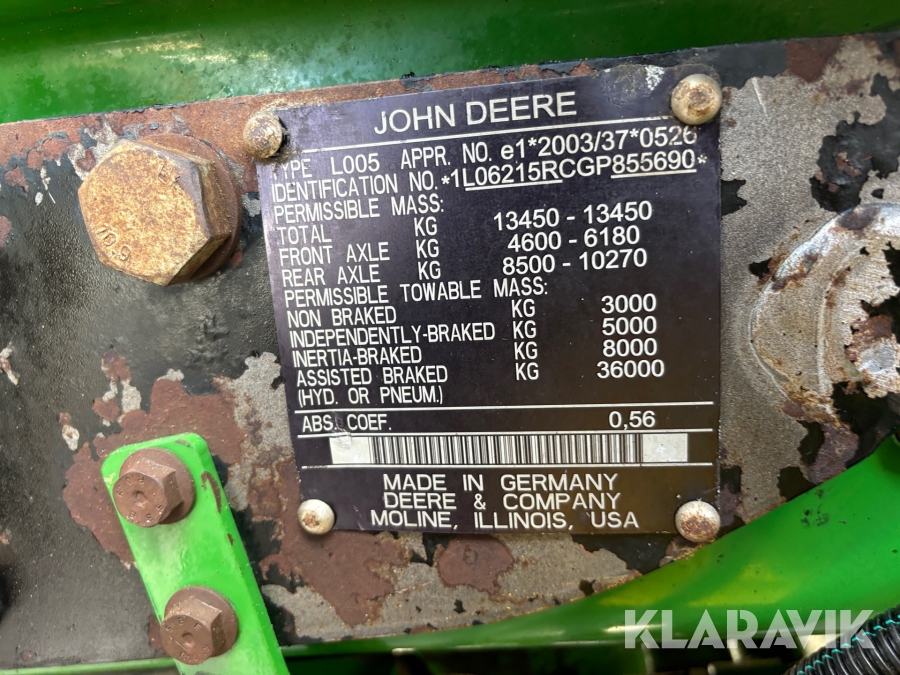 JOHN DEERE
TYPE L005 APPR. NO. e1*2003/37*0526
IDENTIFICATION NO.*1L06215RCGP855690*
PERMISSIBLE MASS:
TOTAL KG 13450 - 13450
FRONT AXLE KG 4600 - 6180
REAR AXLE KG 8500 - 10270
PERMISSIBLE TOWABLE MASS:
NON BRAKED KG 3000
INDEPENDENTLY-BRAKED KG 5000
INERTIA-BRAKED KG 8000
ASSISTED BRAKED KG 36000
(HYD. OR PNEUM.)
ABS. COEF. 0,56
MADE IN GERMANY
DEERE & COMPANY
MOLINE, ILLINOIS, USA
10.9
KLARAVIK